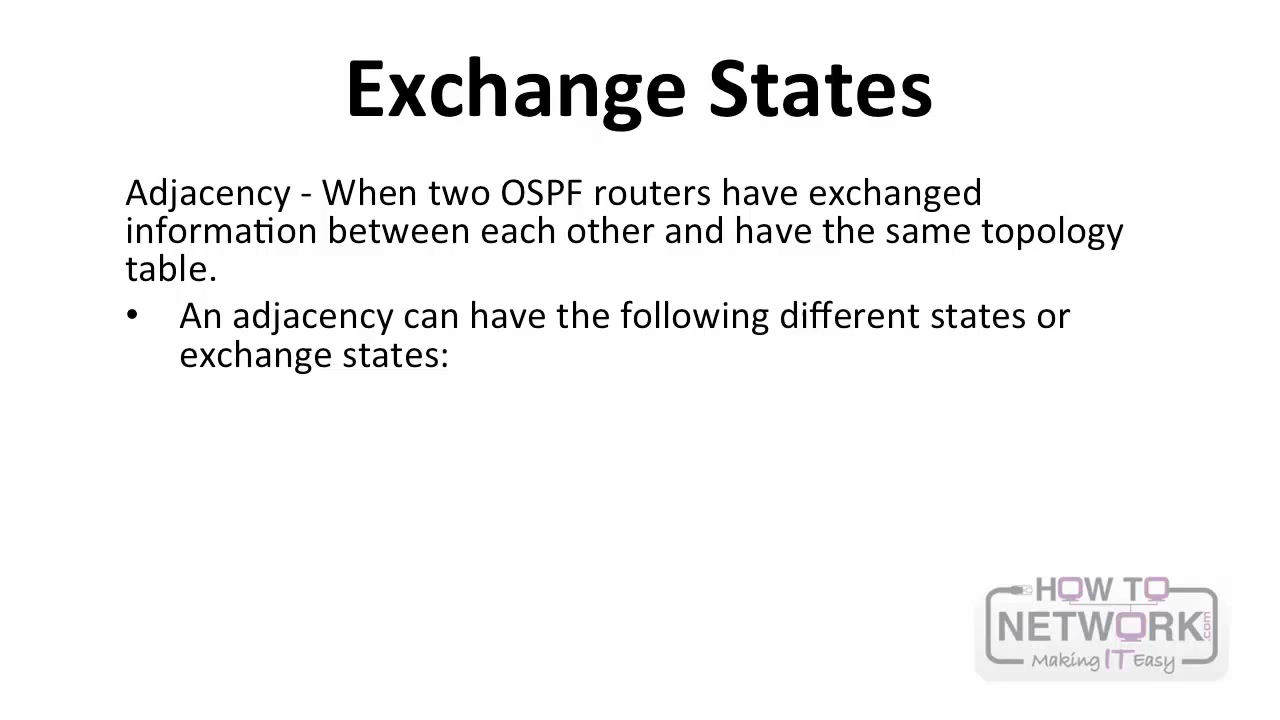 Exchange States
Adjacency - When two OSPF routers have exchanged
information between each other and have the same topology
table.
• An adjacency can have the following different states or
exchange states:
HOW TO
NETWORK.com
Making IT Easy